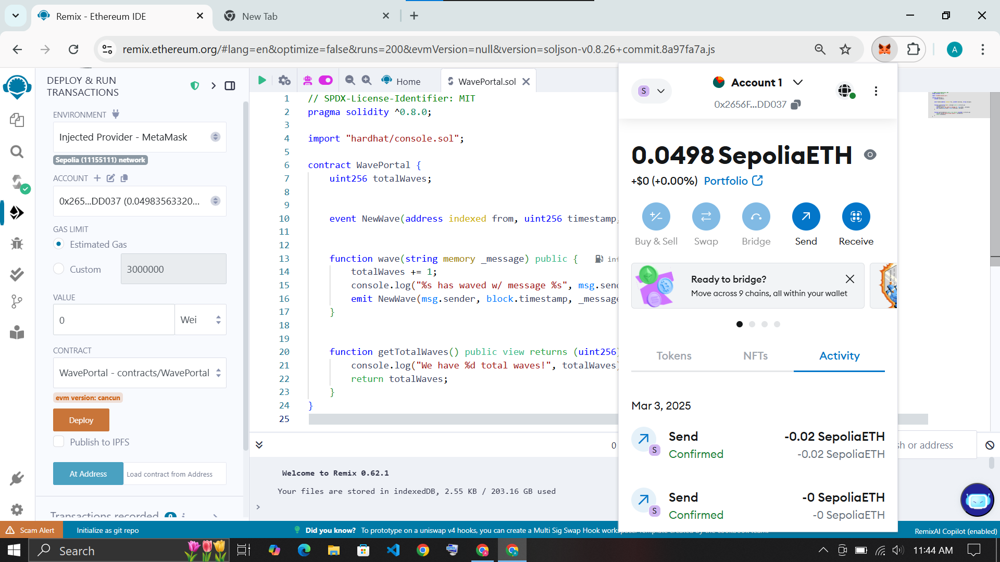 Remix - Ethereum IDE
New Tab
remix.ethereum.org/#lang=en&optimize=false&runs=200&evmVersion=null&version=soljson-v0.8.26+commit.8a97fa7a.js
A
DEPLOY & RUN
TRANSACTIONS
ENVIRONMENT
Injected Provider - MetaMask
Sepolia (11155111) network
ACCOUNT
0x265...DD037 (0.04983563320...
GAS LIMIT
Estimated Gas
Custom
3000000
VALUE
0
Wei
CONTRACT
WavePortal - contracts/WavePortal
evm version: cancun
Deploy
Publish to IPFS
At Address
Load contract from Address
Transactions recorded 0 i
Home
WavePortal.sol
1 // SPDX-License-Identifier: MIT
2 pragma solidity ^0.8.0;
3
4 import "hardhat/console.sol";
5
6 contract WavePortal {
7 uint256 totalWaves;
8
9
10 event NewWave(address indexed from, uint256 timestamp,
11
12
13 function wave(string memory _message) public { inf
14 totalWaves += 1;
15 console.log("%s has waved w/ message %s", msg.send
16 emit NewWave(msg.sender, block.timestamp, _message
17 }
18
19
20 function getTotalWaves() public view returns (uint256)
21 console.log("We have %d total waves!", totalWaves)
22 return totalWaves;
23 }
24 }
25
0
sh or address
Welcome to Remix 0.62.1
Your files are stored in indexedDB, 2.55 KB / 203.16 GB used
>
S
Account 1
0x2656F...DD037
0.0498 SepoliaETH
+$0 (+0.00%) Portfolio
Buy & Sell
Swap
Bridge
Send
Receive
Ready to bridge?
Move across 9 chains, all within your wallet
Tokens
NFTs
Activity
Mar 3, 2025
Send
-0.02 SepoliaETH
S
Confirmed
-0.02 SepoliaETH
Send
-0 SepoliaETH
S
Confirmed
-0 SepoliaETH
Scam Alert
Initialize as git repo
Did you know? To prototype on a uniswap v4 hooks, you can create a Multi Sig Swap Hook workspace template created by the cookbook team.
RemixAI Copilot (enabled)
Search
11:44 AM